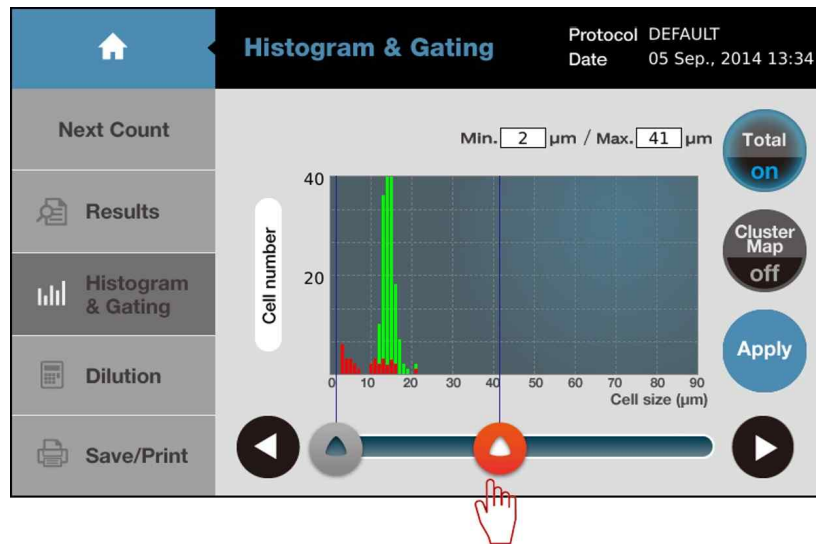 Histogram & Gating
Protocol DEFAULT
Date 05 Sep., 2014 13:34
Next Count
Results
Histogram
& Gating
Dilution
Save/Print
Min. 2 µm / Max. 41 µm
Total
on
Cluster
Map
off
Apply
Cell number
40
20
0 10 20 30 40 50 60 70 80 90
Cell size (µm)